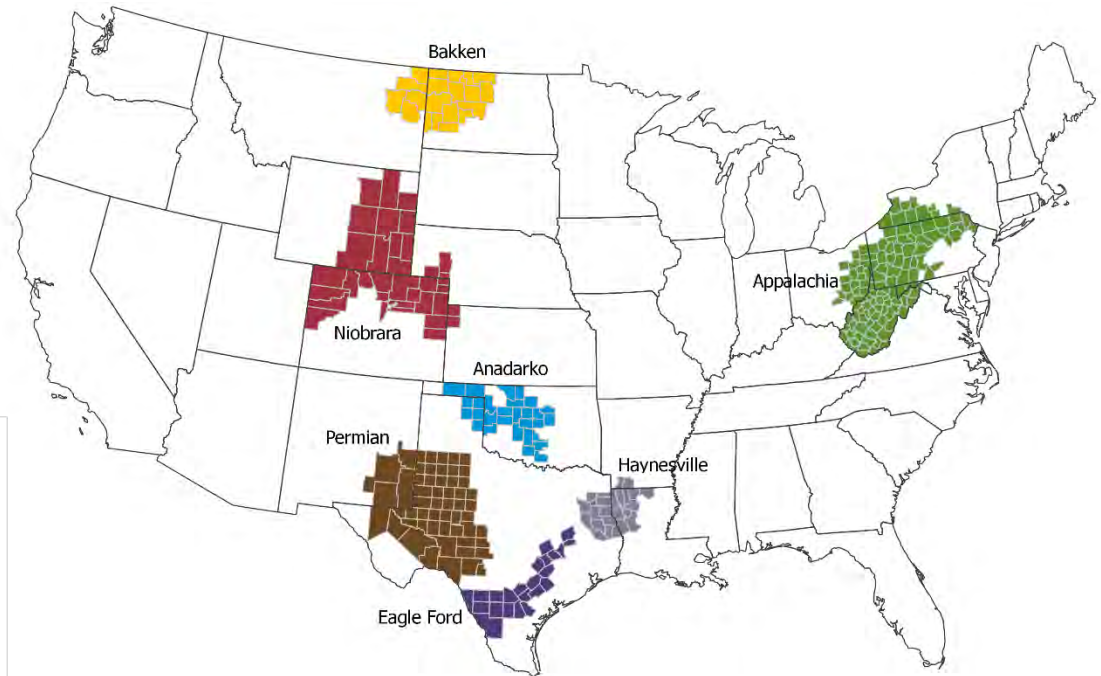 Bakken
Appalachia
Niobrara
Anadarko
Permian
Haynesville
Eagle Ford